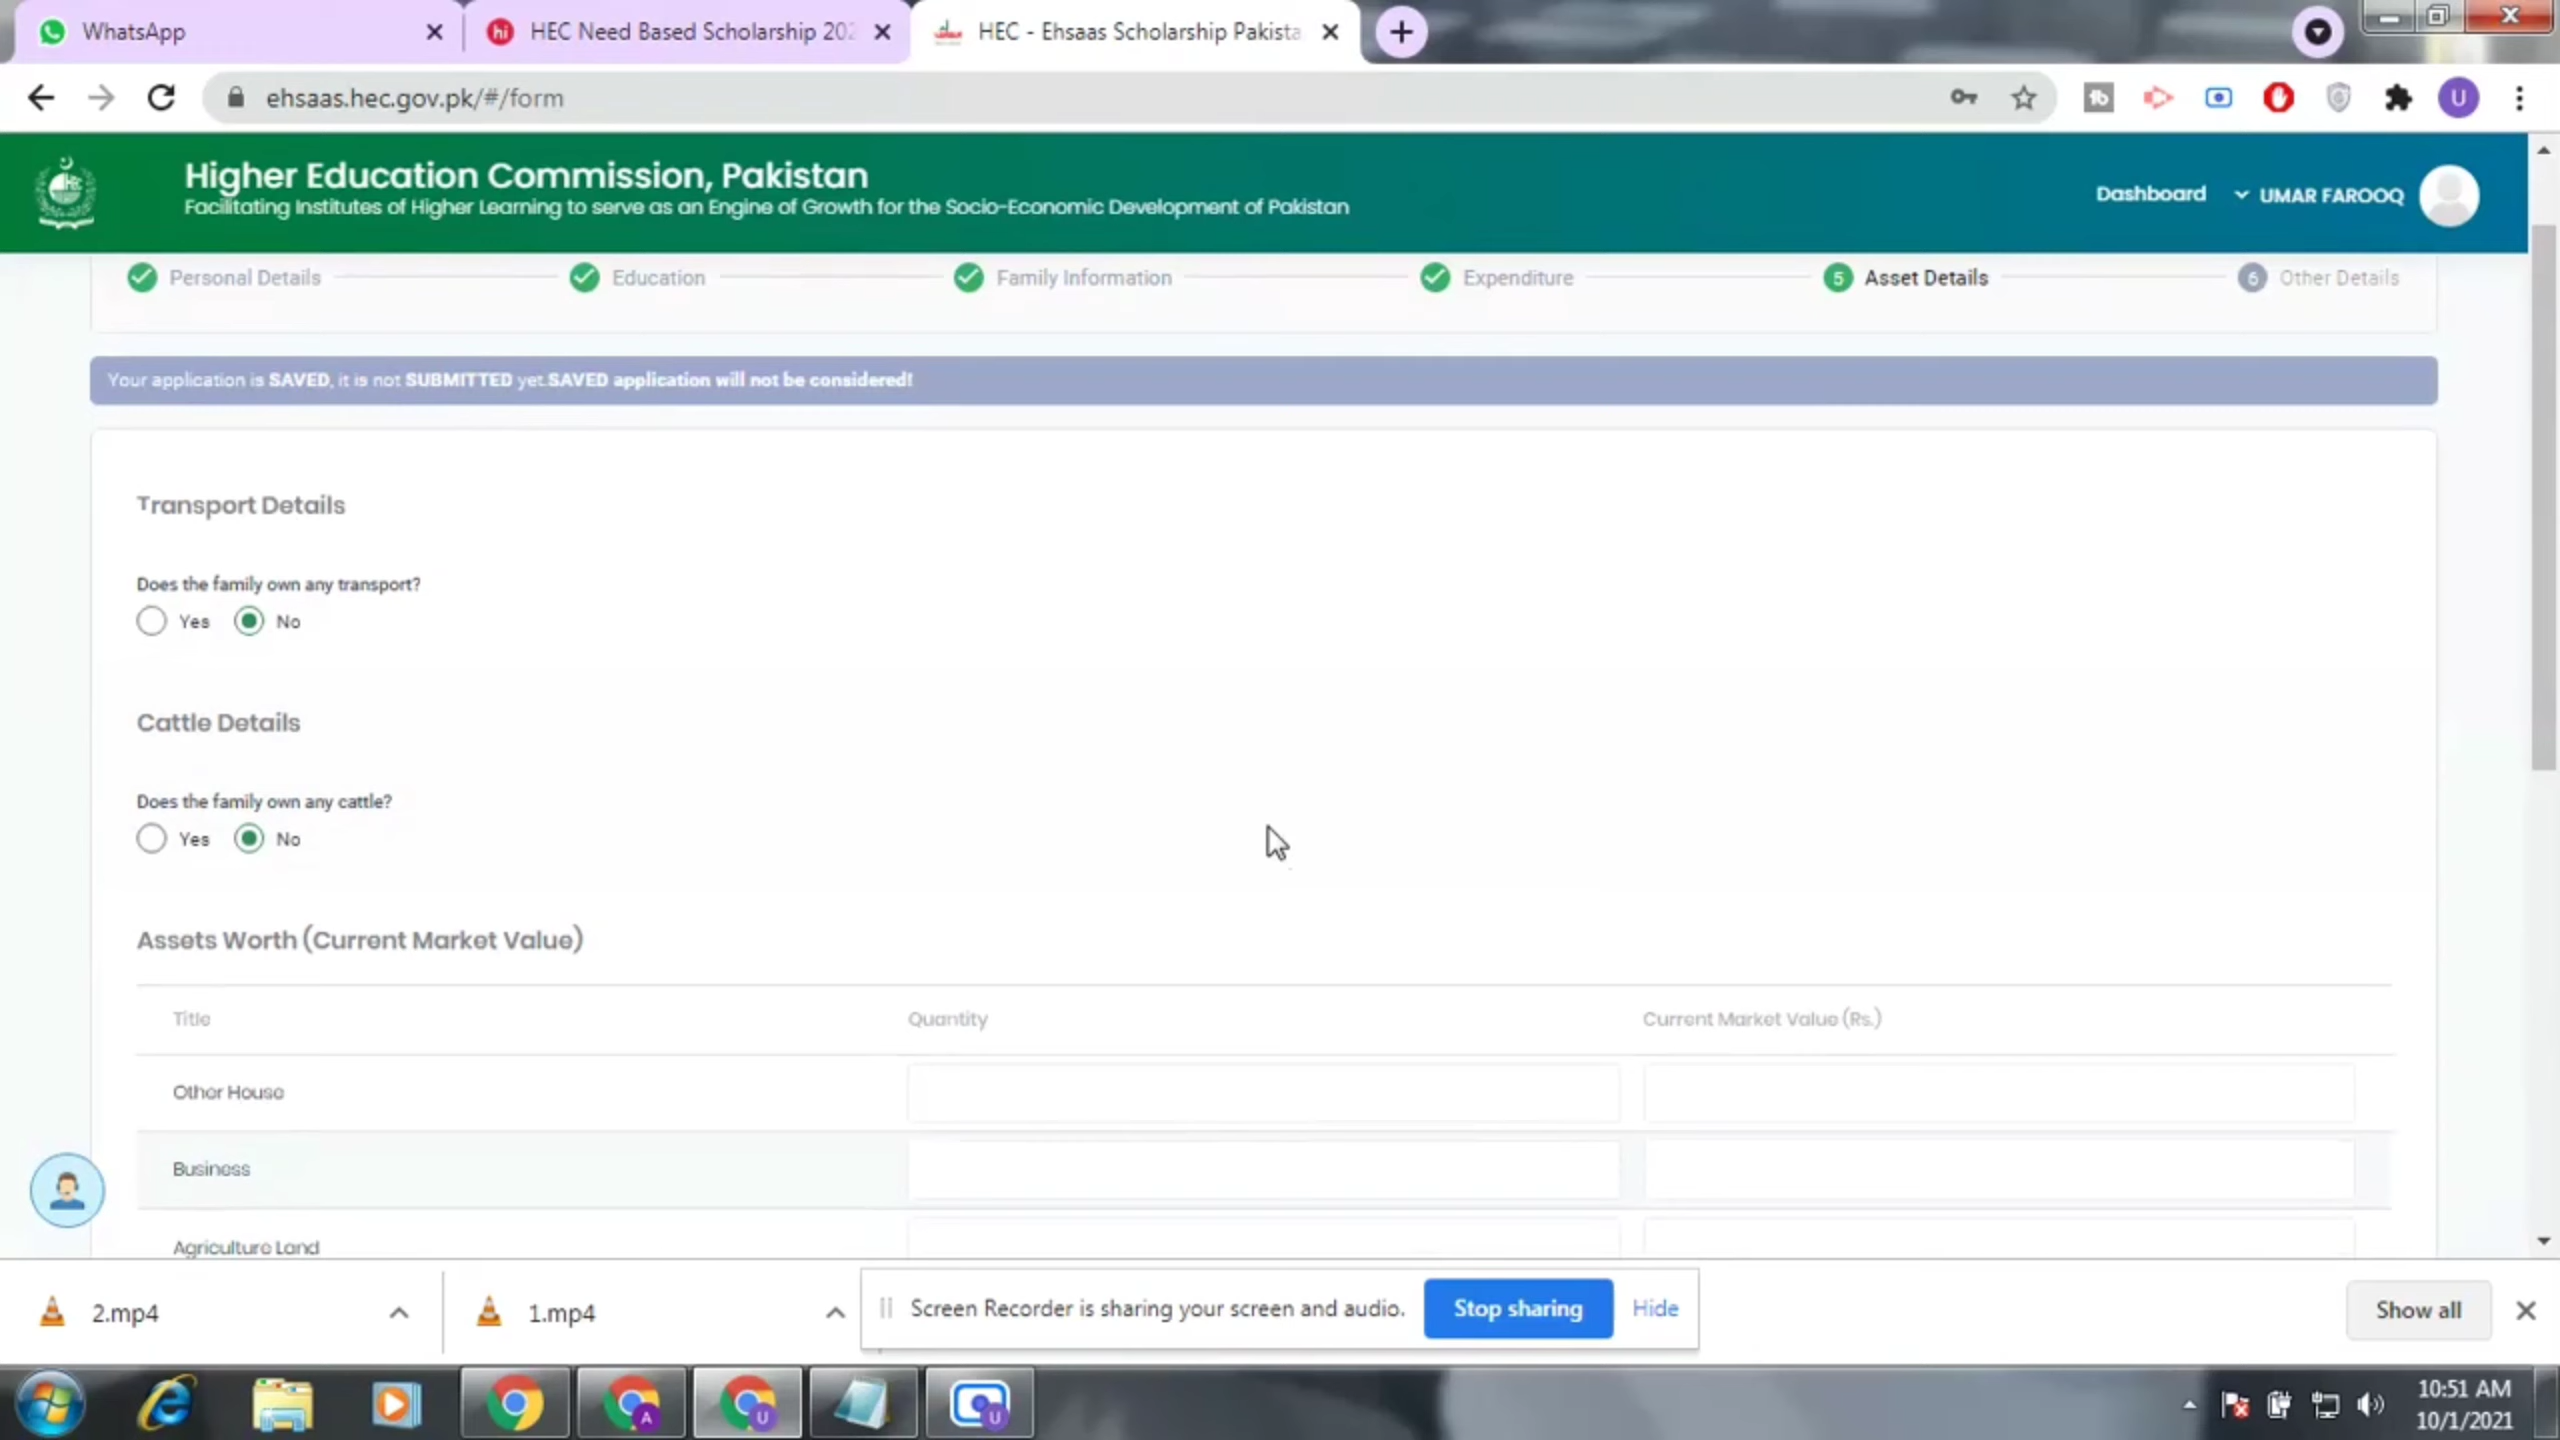 WhatsApp
HEC Need Based Scholarship 202
HEC - Ehsaas Scholarship Pakista
ehsaas.hec.gov.pk/#/form
U
Higher Education Commission, Pakistan
Facilitating Institutes of Higher Learning to serve as an Engine of Growth for the Socio-Economic Development of Pakistan
Dashboard
UMAR FAROOQ
Personal Details
Education
Family Information
Expenditure
5 Asset Details
6 Other Details
Your application is SAVED, it is not SUBMITTED yet.SAVED application will not be considered!
Transport Details
Does the family own any transport?
Yes No
Cattle Details
Does the family own any cattle?
Yes No
Assets Worth (Current Market Value)
Title Quantity Current Market Value (Rs.)
Other House
Business
Agriculture Land
2.mp4
1.mp4
Screen Recorder is sharing your screen and audio.
Stop sharing
Hide
Show all
A
U
U
10:51 AM
10/1/2021